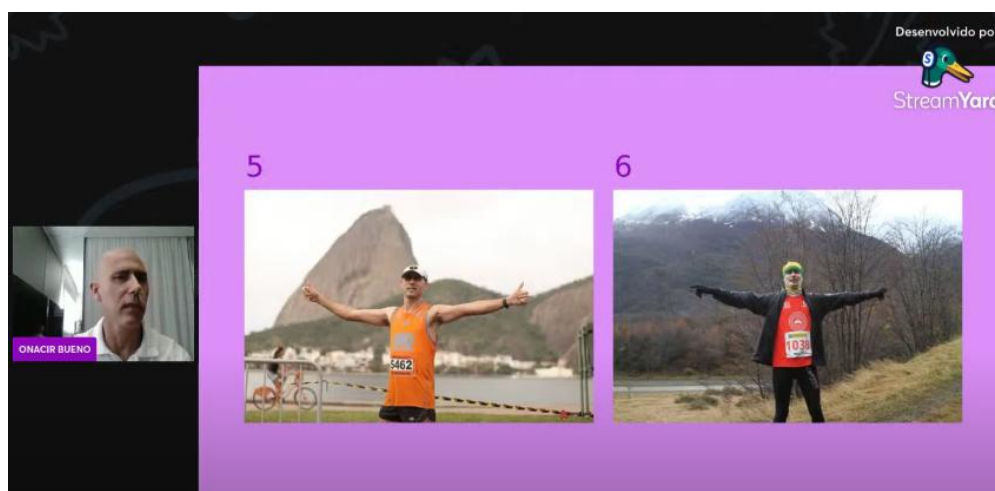 Desenvolvido po
StreamYard
5
6
5462
1038
ONACIR BUENO